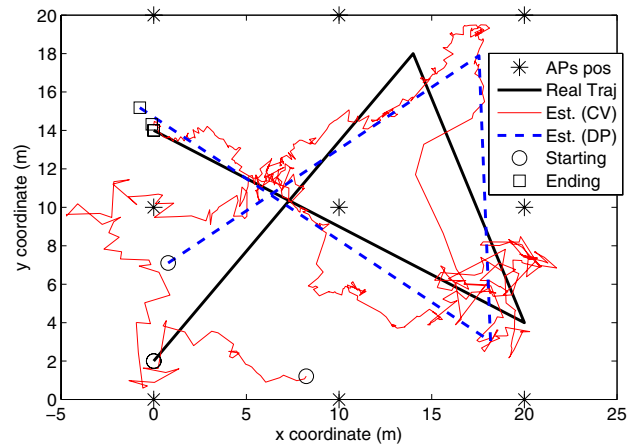 20
18
16
14
12
10
8
6
4
2
0
y coordinate (m)
APs pos
Real Traj
Est. (CV)
Est. (DP)
Starting
Ending
-5 0 5 10 15 20 25
x coordinate (m)